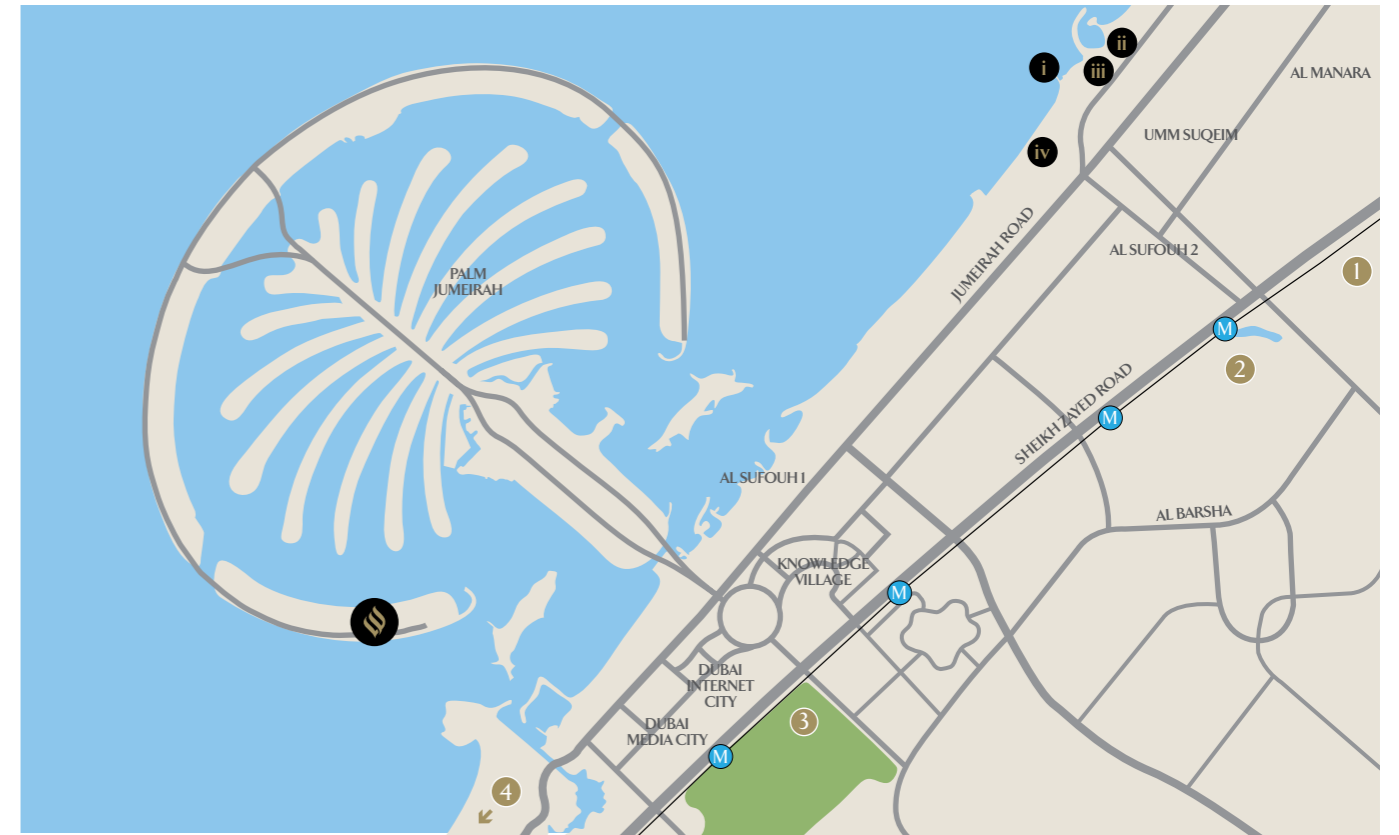 ii
i
iii
AL MANARA
UMM SUQEIM
iv
JUMEIRAH ROAD
AL SUFOUH 2
1
PALM
JUMEIRAH
M
2
SHEIKH ZAYED ROAD
M
AL SUFOUH 1
AL BARSHA
KNOWLEDGE
VILLAGE
M
DUBAI
INTERNET
CITY
3
DUBAI
MEDIA CITY
M
4